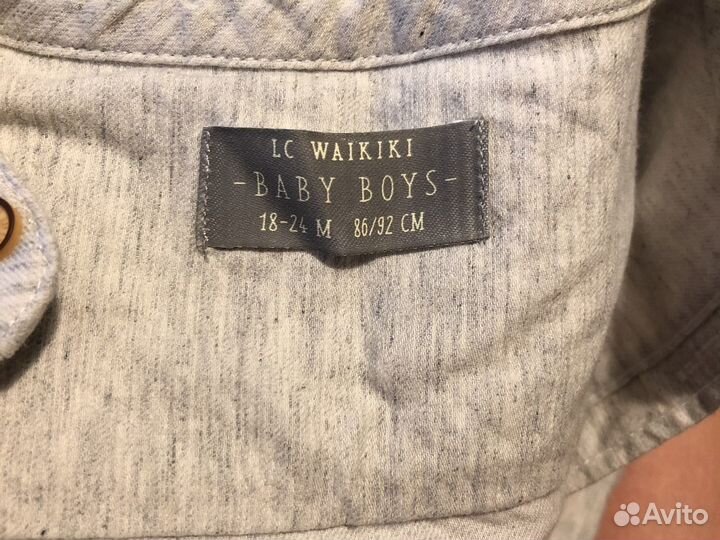 LC WAIKIKI
-BABY BOYS-
18-24 M 86/92 CM
Avito